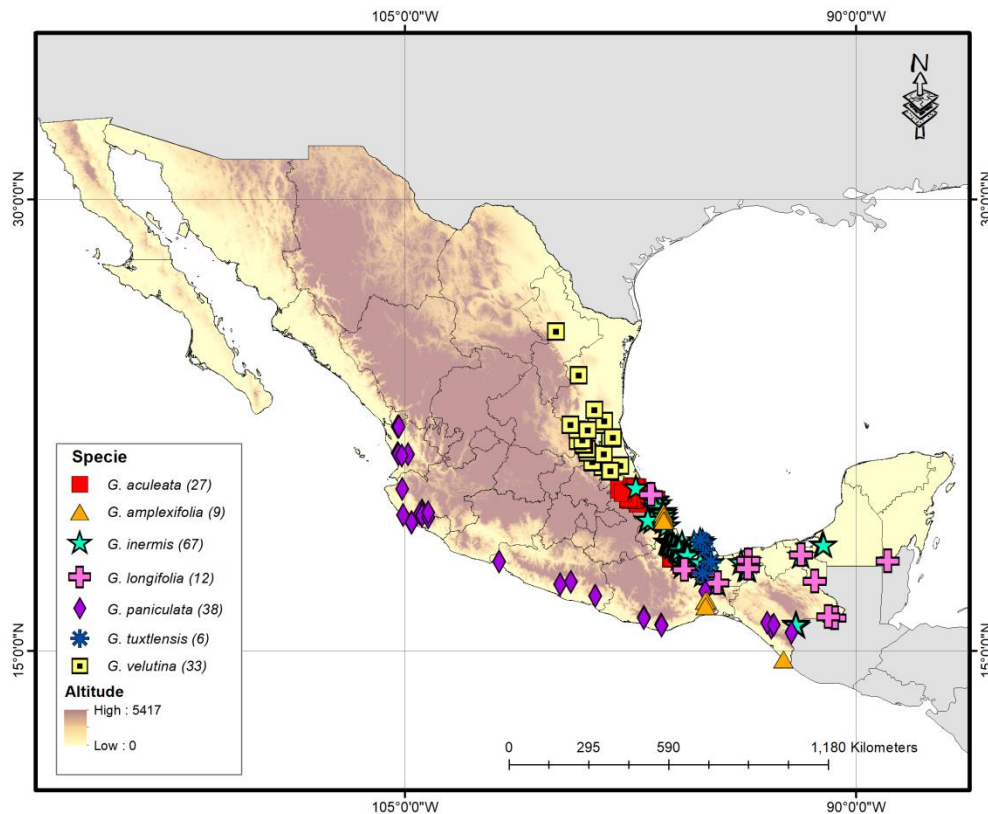 105°0'0"W
90°0'0"W
N
30°0'0"N
30°0'0"N
Specie
G. aculeata (27)
G. amplexifolia (9)
G. inermis (67)
G. longifolia (12)
G. paniculata (38)
G. tuxtlensis (6)
G. velutina (33)
Altitude
High : 5417
Low : 0
15°0'0"N
15°0'0"N
0 295 590 1,180 Kilometers
105°0'0"W
90°0'0"W